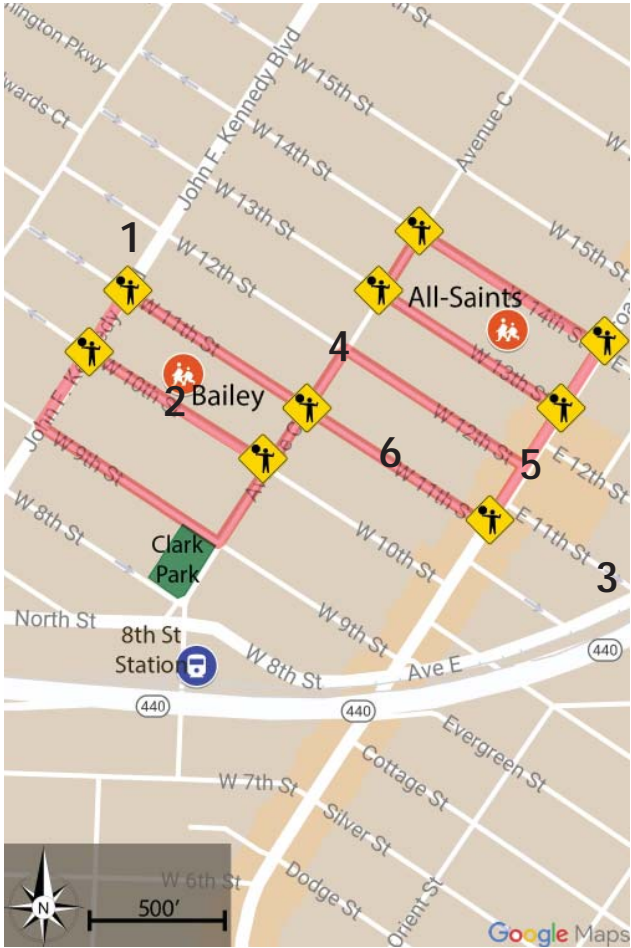 hington Pkwy
dwards Ct
John F. Kennedy Blvd
W 15th St
W 14th St
Avenue C
W 13th St
W 12th St
W 15th St
1
All-Saints
14th St
W 11th St
4
W 13th St
W 10th St
2
Bailey
W 12th St
5
E 12th St
6
W 11th St
E 11th St
W 9th St
W 8th St
Clark
Park
W 10th St
3
North St
8th St
Station
W 9th St
W 8th St
Ave E
440
440
440
Evergreen St
W 7th St
Cottage St
Silver St
W 6th St
Dodge St
Orient St
N
500'
Google Maps